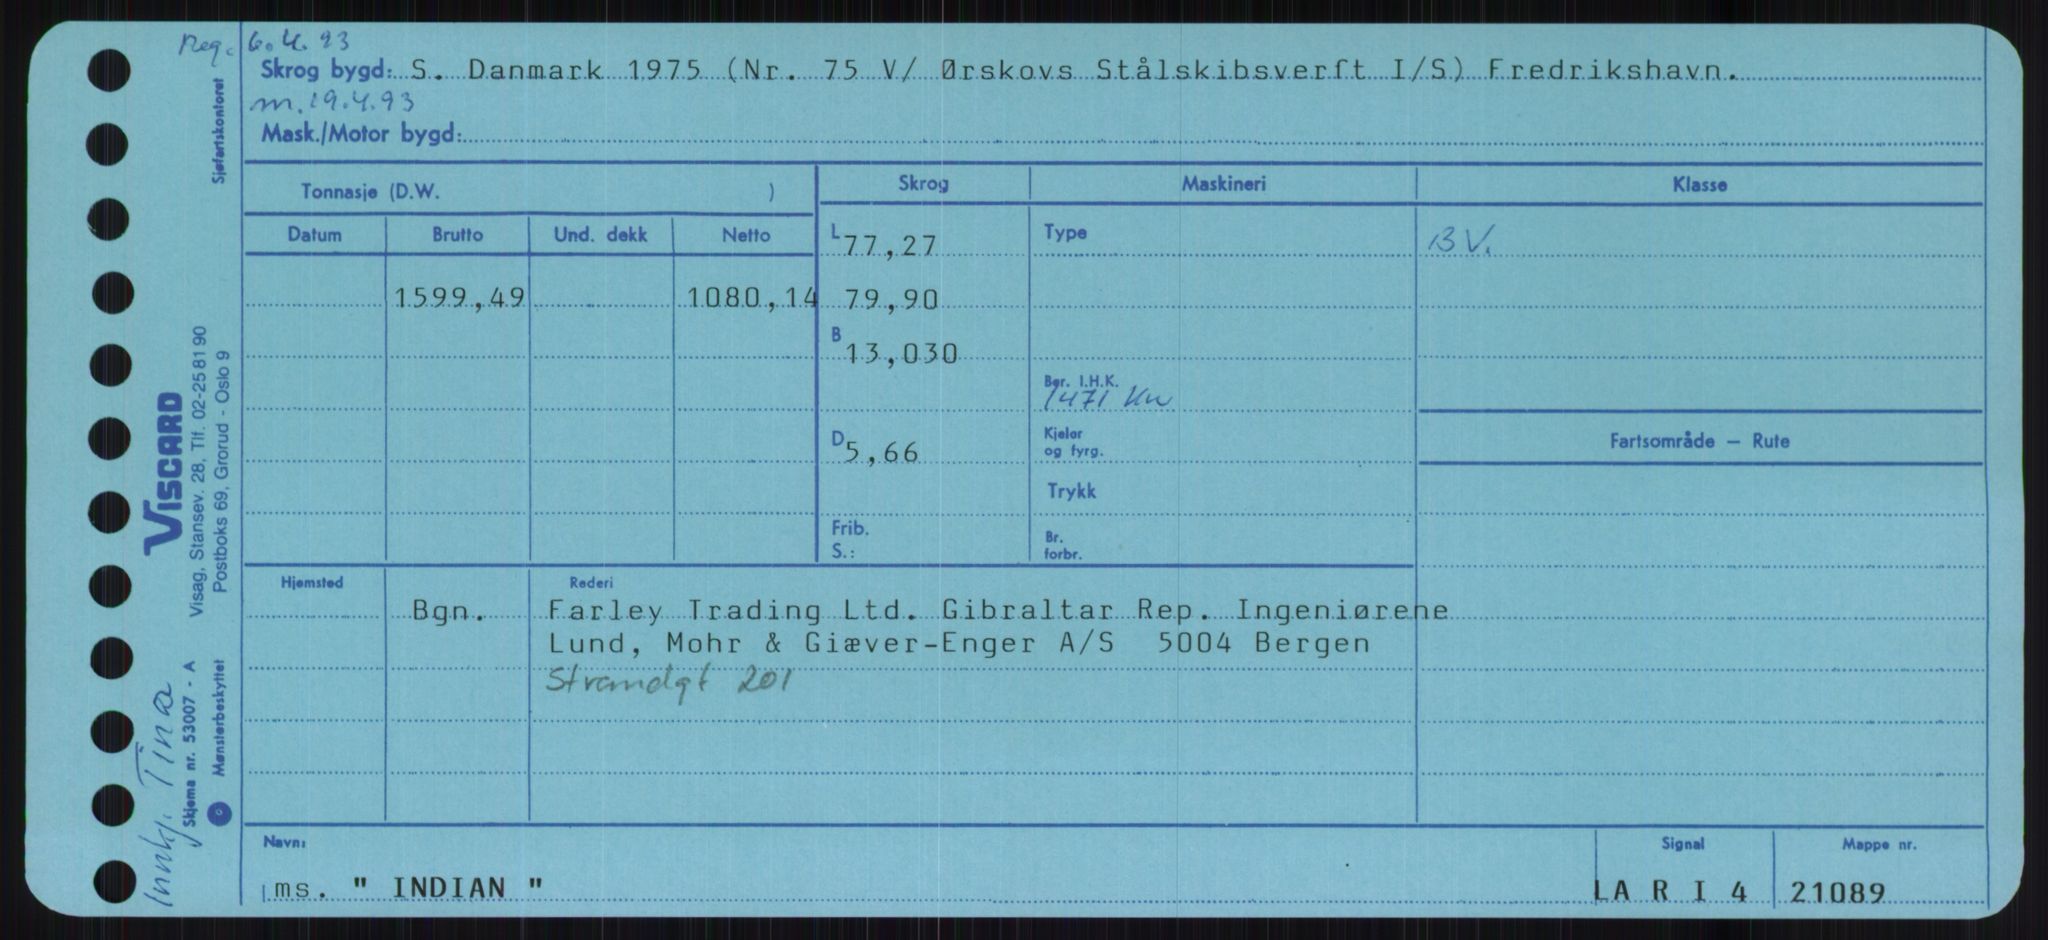 Reg. 6.4.93
Skrog bygd: S. Danmark 1975 (Nr. 75 V/ Ørskovs Stålskibsverft I/S) Fredrikshavn.
m. 19.4.93
Mask./Motor bygd:
Sjøfartskontoret
Tonnasje (D.W. )
Skrog
Maskineri
Klasse
Datum
Brutto
Und. dekk
Netto
L 77,27
Type
BV.
1599,49
1080,14
79,90
B 13,030
Ber. I.H.K.
1471 Kw
D 5,66
Kjeler
og fyrg.
Fartsområde – Rute
Trykk
Frib.
S.:
Br.
forbr.
Hjemsted
Rederi
Bgn.
Farley Trading Ltd. Gibraltar Rep. Ingeniørene
Lund, Mohr & Giæver-Enger A/S 5004 Bergen
Strandgt 201
Navn:
Signal
Mappe nr.
ms. " INDIAN "
LA R I 4
21089
VISCARD
Visag, Stansev. 28, Tlf. 02-25 81 90
Postboks 69, Grorud - Oslo 9
Skjema nr. 53007 - A
Mønsterbeskyttet
Innkj. Tina